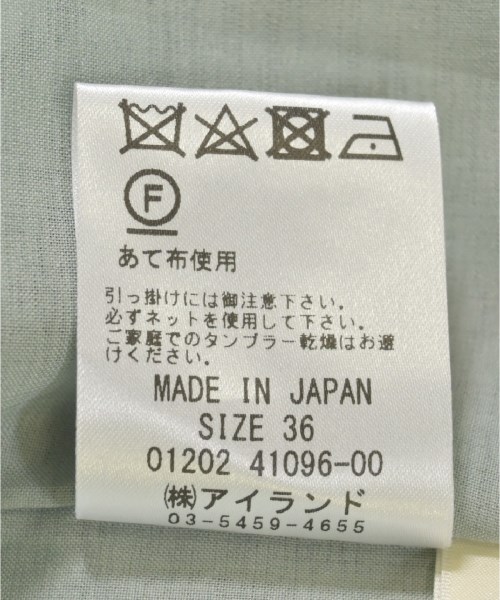 F
あて布使用
引っ掛けには御注意下さい。
必ずネットを使用して下さい。
ご家庭でのタンブラー乾燥はお避
けください。
MADE IN JAPAN
SIZE 36
01202 41096-00
㈱アイランド
03-5459-4655